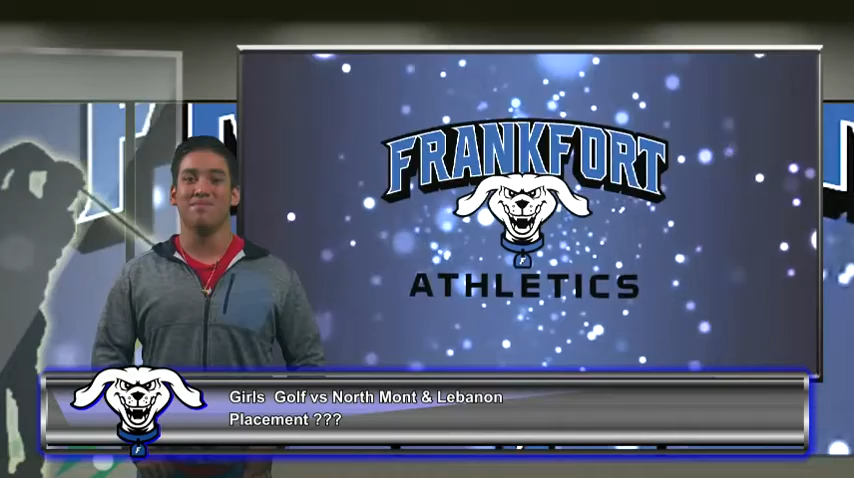 FRANKFORT
F
ATHLETICS
Girls  Golf vs North Mont & Lebanon
Placement ???
F